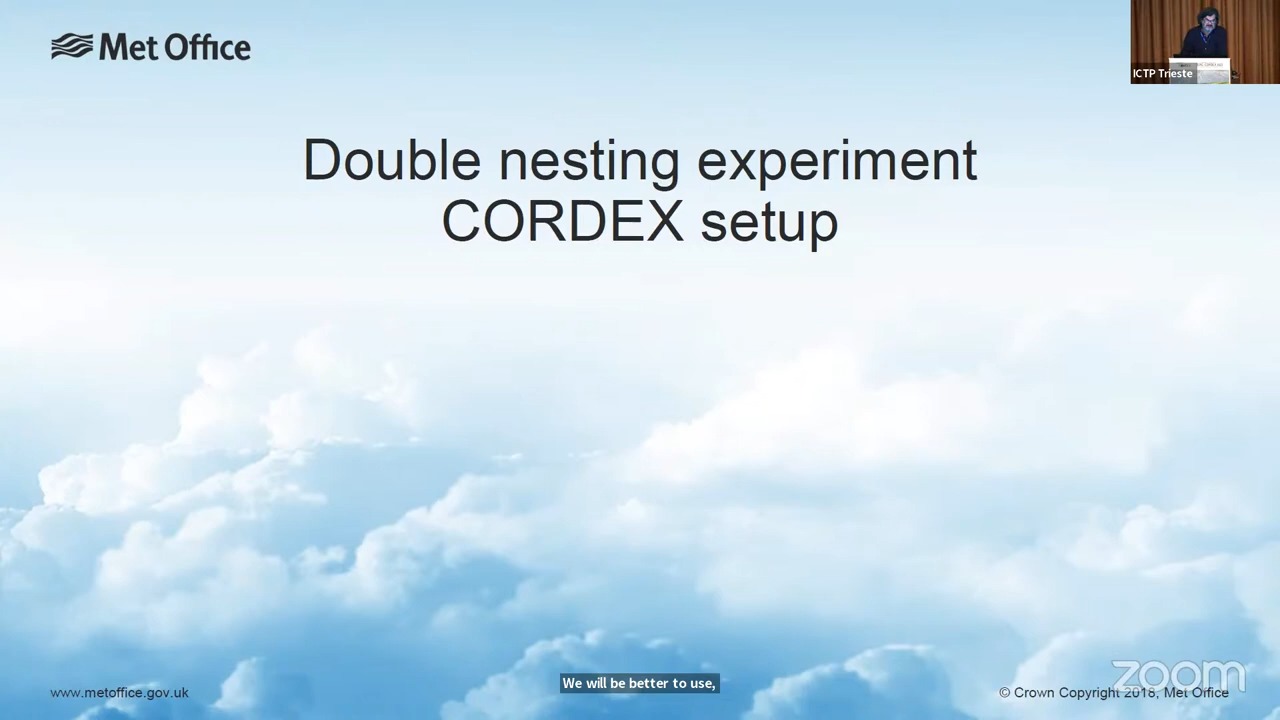 Met Office
ICTP Trieste
Double nesting experiment
CORDEX setup
We will be better to use,
www.metoffice.gov.uk
© Crown Copyright 2018, Met Office
zoom